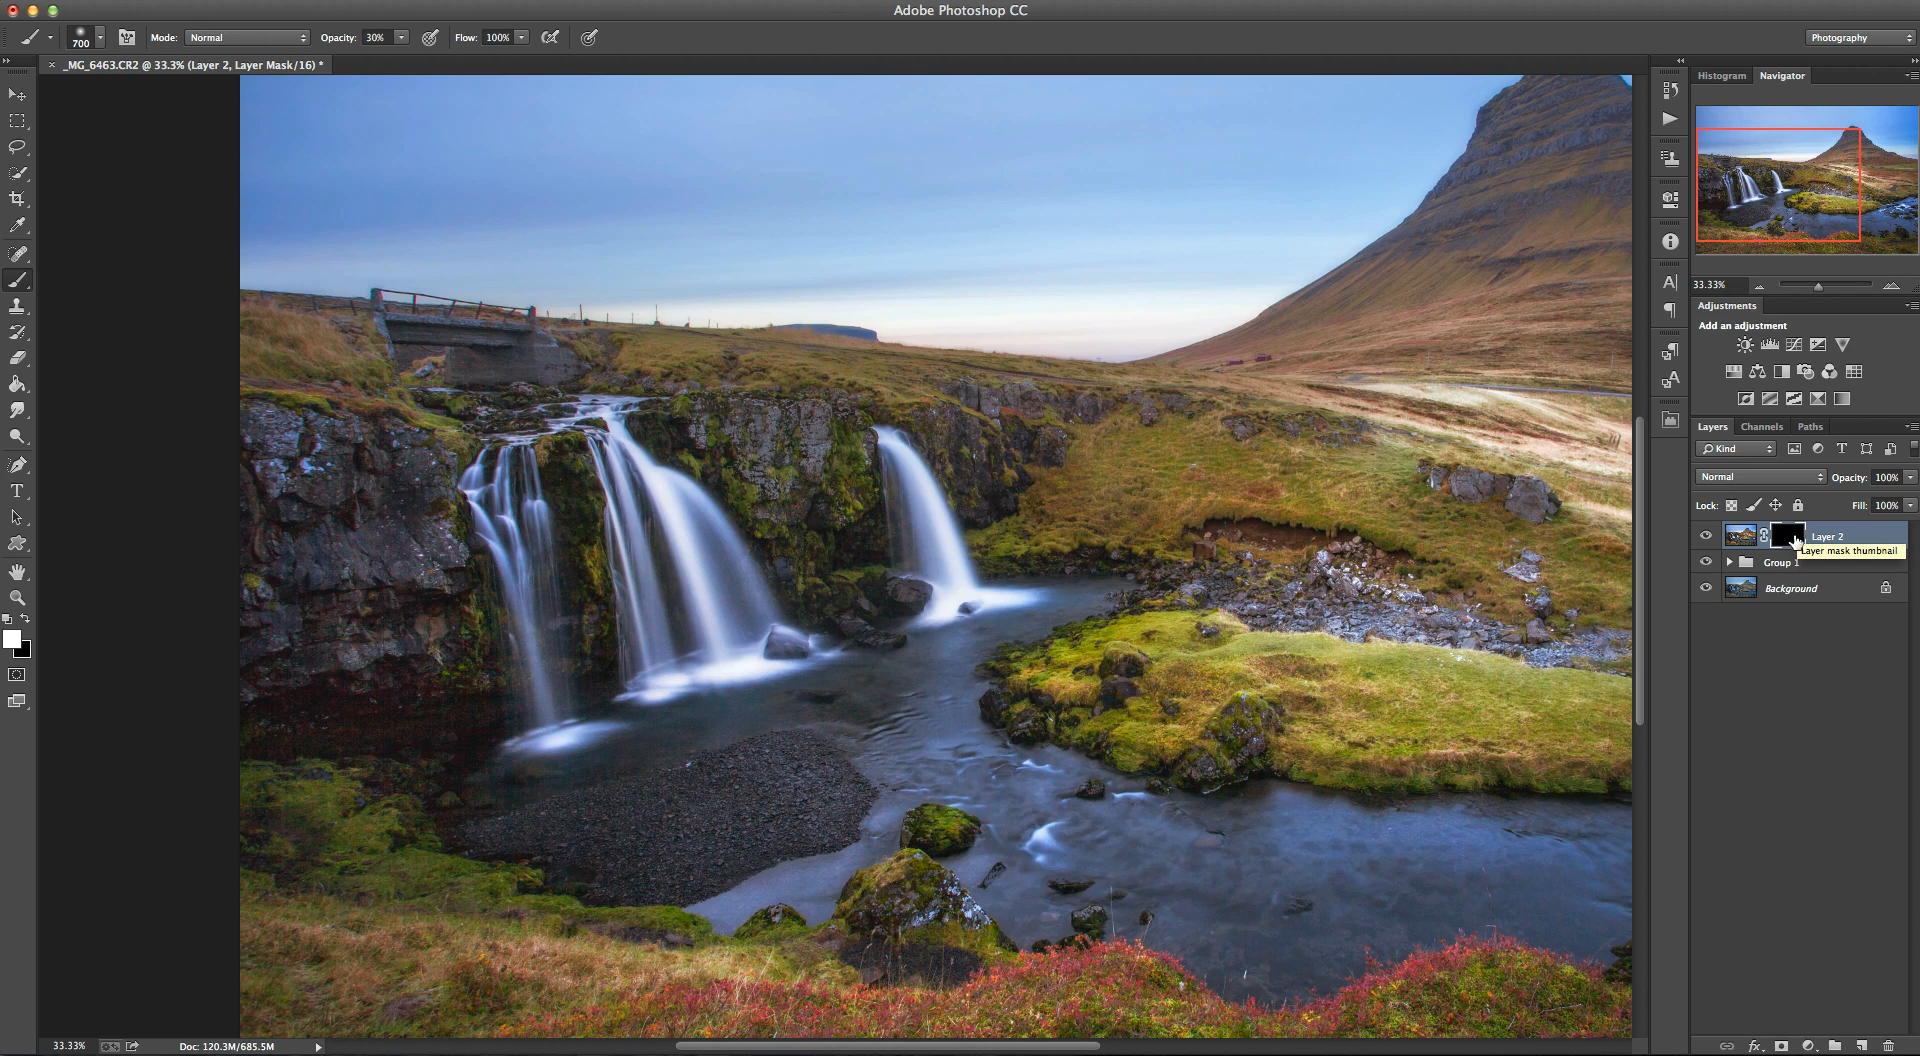 Adobe Photoshop CC
700 Mode: Normal Opacity: 30% Flow: 100% Photography
× _MG_6463.CR2 @ 33.3% (Layer 2, Layer Mask/16) *
Histogram Navigator
33.33%
Adjustments
Add an adjustment
Layers Channels Paths
Kind
Normal Opacity: 100%
Lock: Fill: 100%
Layer 2
Layer mask thumbnail
Group 1
Background
33.33% Doc: 120.3M/685.5M